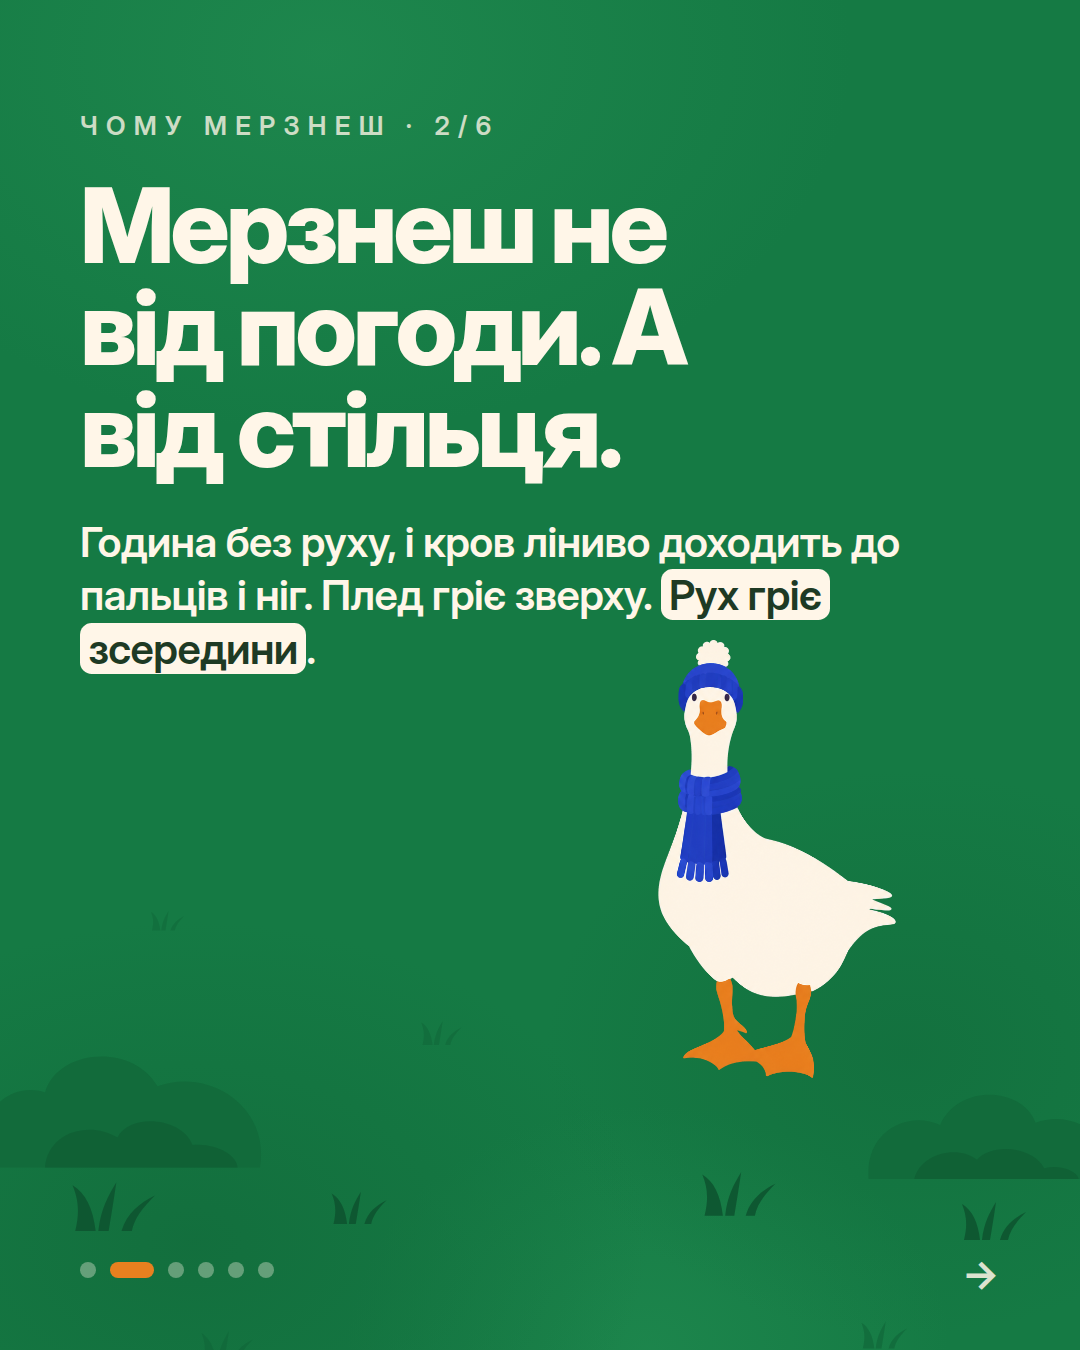 ЧОМУ МЕРЗНЕШ · 2/6
Мерзнеш не
від погоди. А
від стільця.
Година без руху, і кров ліниво доходить до
пальців і ніг. Плед гріє зверху. Рух гріє
зсередини.